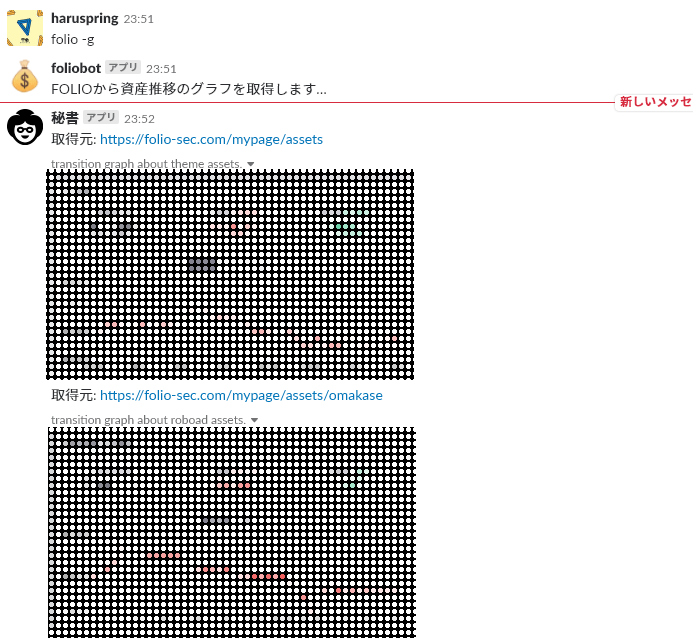 haruspring 23:51
folio -g
foliobot アプリ 23:51
FOLIOから資産推移のグラフを取得します...
新しいメッセ
秘書 アプリ 23:52
取得元: https://folio-sec.com/mypage/assets
transition graph about theme assets.
取得元: https://folio-sec.com/mypage/assets/omakase
transition graph about roboad assets.